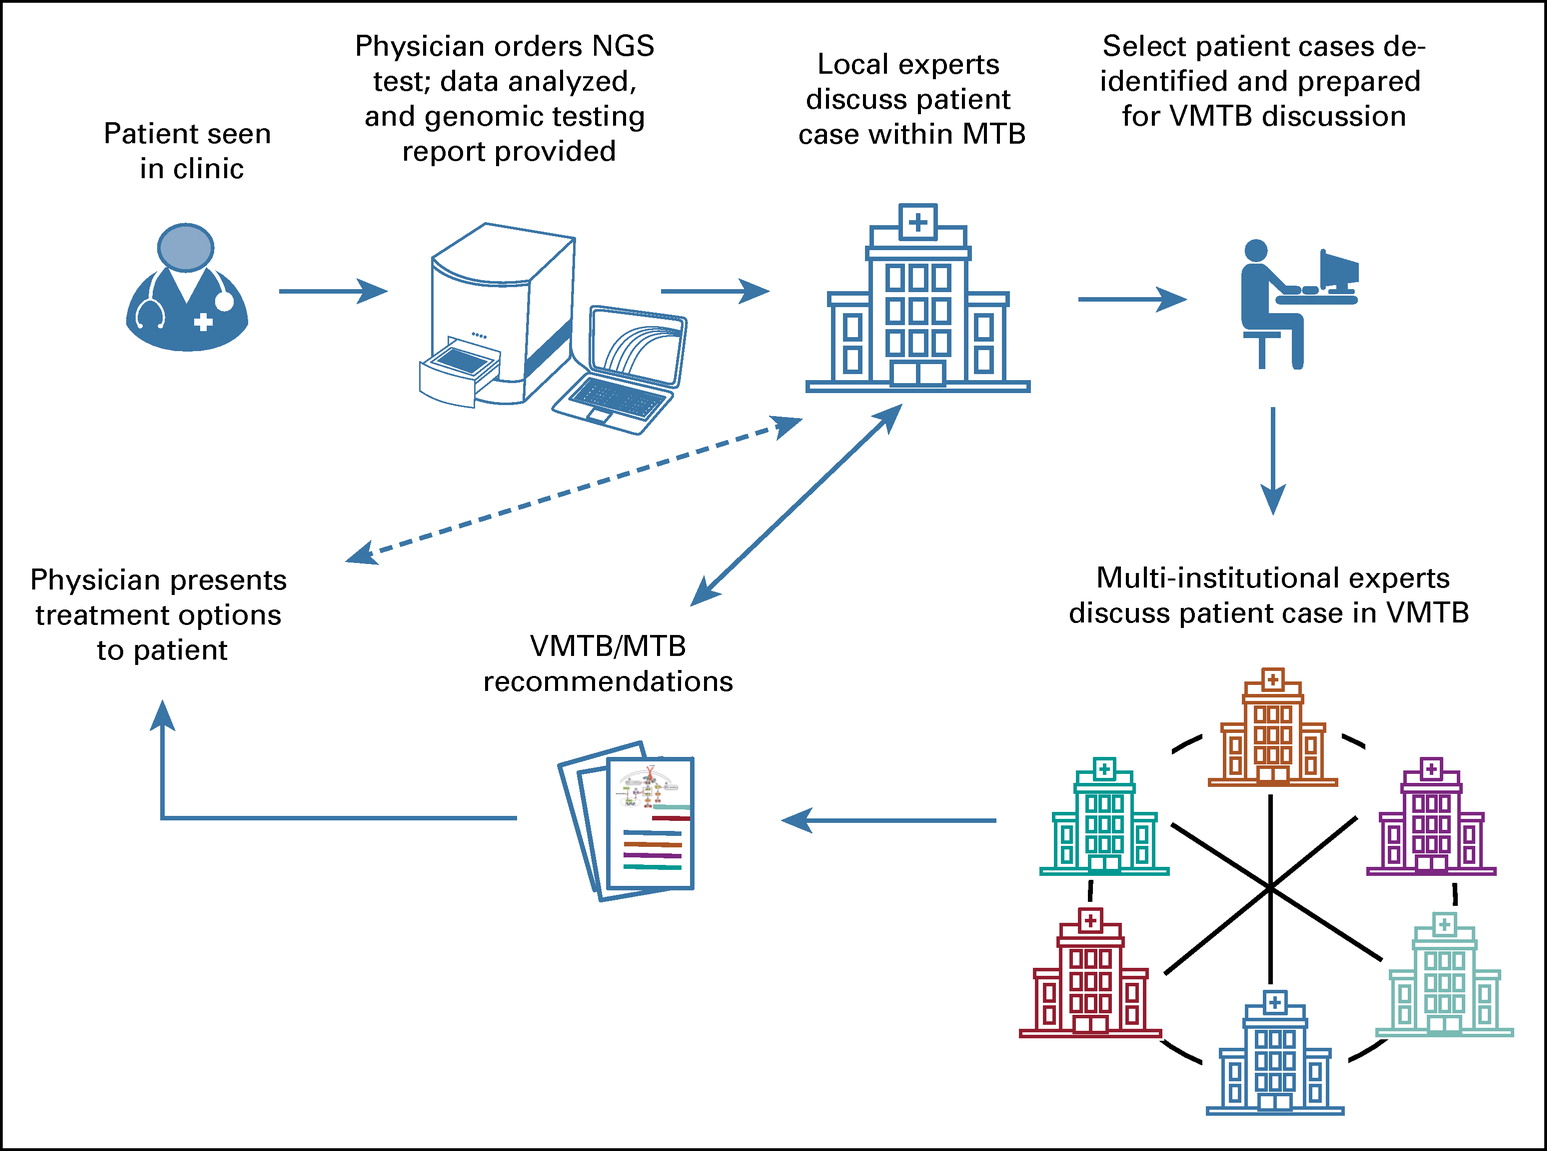 Patient seen
in clinic
Physician orders NGS
test; data analyzed,
and genomic testing
report provided
Local experts
discuss patient
case within MTB
Select patient cases de-
identified and prepared
for VMTB discussion
Physician presents
treatment options
to patient
VMTB/MTB
recommendations
Multi-institutional experts
discuss patient case in VMTB